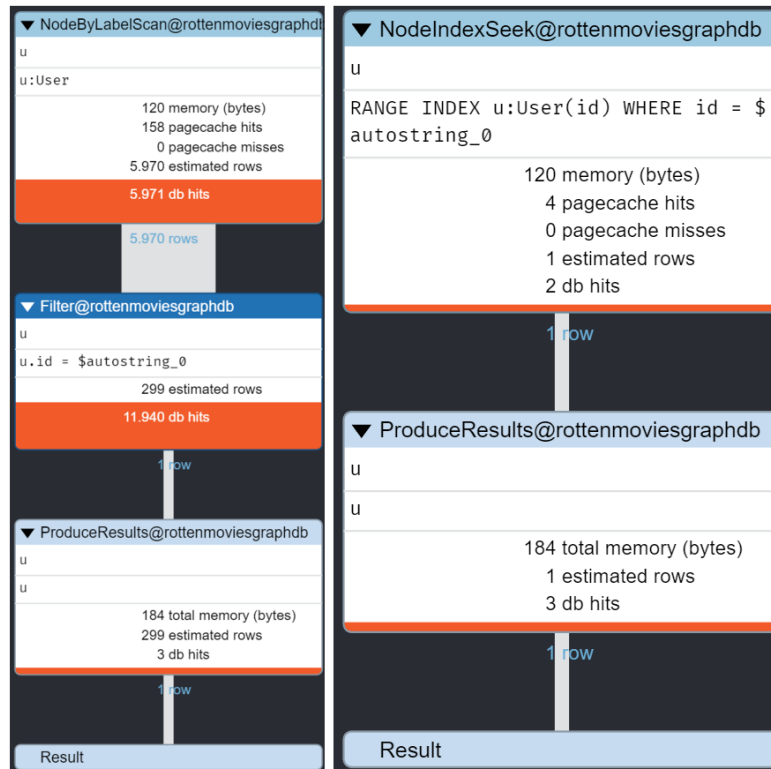 NodeByLabelScan@rottenmoviesgraphdb
u
u:User
120 memory (bytes)
158 pagecache hits
0 pagecache misses
5.970 estimated rows
5.971 db hits
5.970 rows
Filter@rottenmoviesgraphdb
u
u.id = $autostring_0
299 estimated rows
11.940 db hits
1 row
ProduceResults@rottenmoviesgraphdb
u
u
184 total memory (bytes)
299 estimated rows
3 db hits
1 row
Result
NodeIndexSeek@rottenmoviesgraphdb
u
RANGE INDEX u:User(id) WHERE id = $
autostring_0
120 memory (bytes)
4 pagecache hits
0 pagecache misses
1 estimated rows
2 db hits
1 row
ProduceResults@rottenmoviesgraphdb
u
u
184 total memory (bytes)
1 estimated rows
3 db hits
1 row
Result